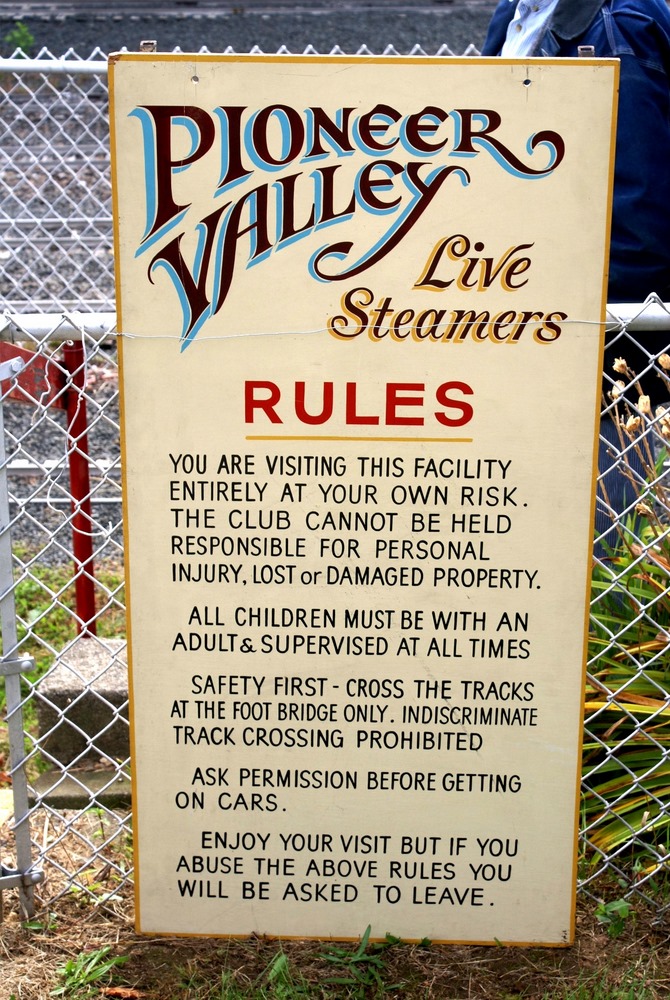 PIONEER
VALLEY
Live
Steamers
RULES
YOU ARE VISITING THIS FACILITY
ENTIRELY AT YOUR OWN RISK.
THE CLUB CANNOT BE HELD
RESPONSIBLE FOR PERSONAL
INJURY, LOST or DAMAGED PROPERTY.
ALL CHILDREN MUST BE WITH AN
ADULT & SUPERVISED AT ALL TIMES
SAFETY FIRST - CROSS THE TRACKS
AT THE FOOT BRIDGE ONLY. INDISCRIMINATE
TRACK CROSSING PROHIBITED
ASK PERMISSION BEFORE GETTING
ON CARS.
ENJOY YOUR VISIT BUT IF YOU
ABUSE THE ABOVE RULES YOU
WILL BE ASKED TO LEAVE.